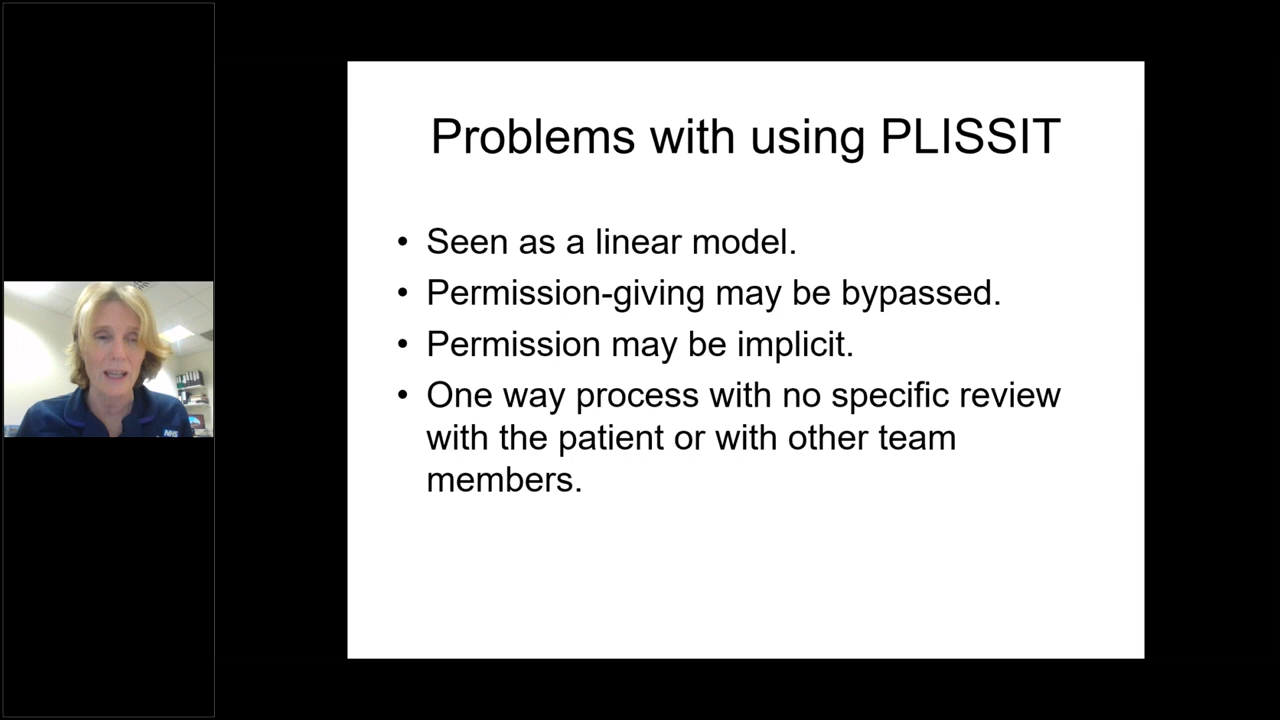 Problems with using PLISSIT
• Seen as a linear model.
• Permission-giving may be bypassed.
• Permission may be implicit.
• One way process with no specific review
with the patient or with other team
members.
NHS